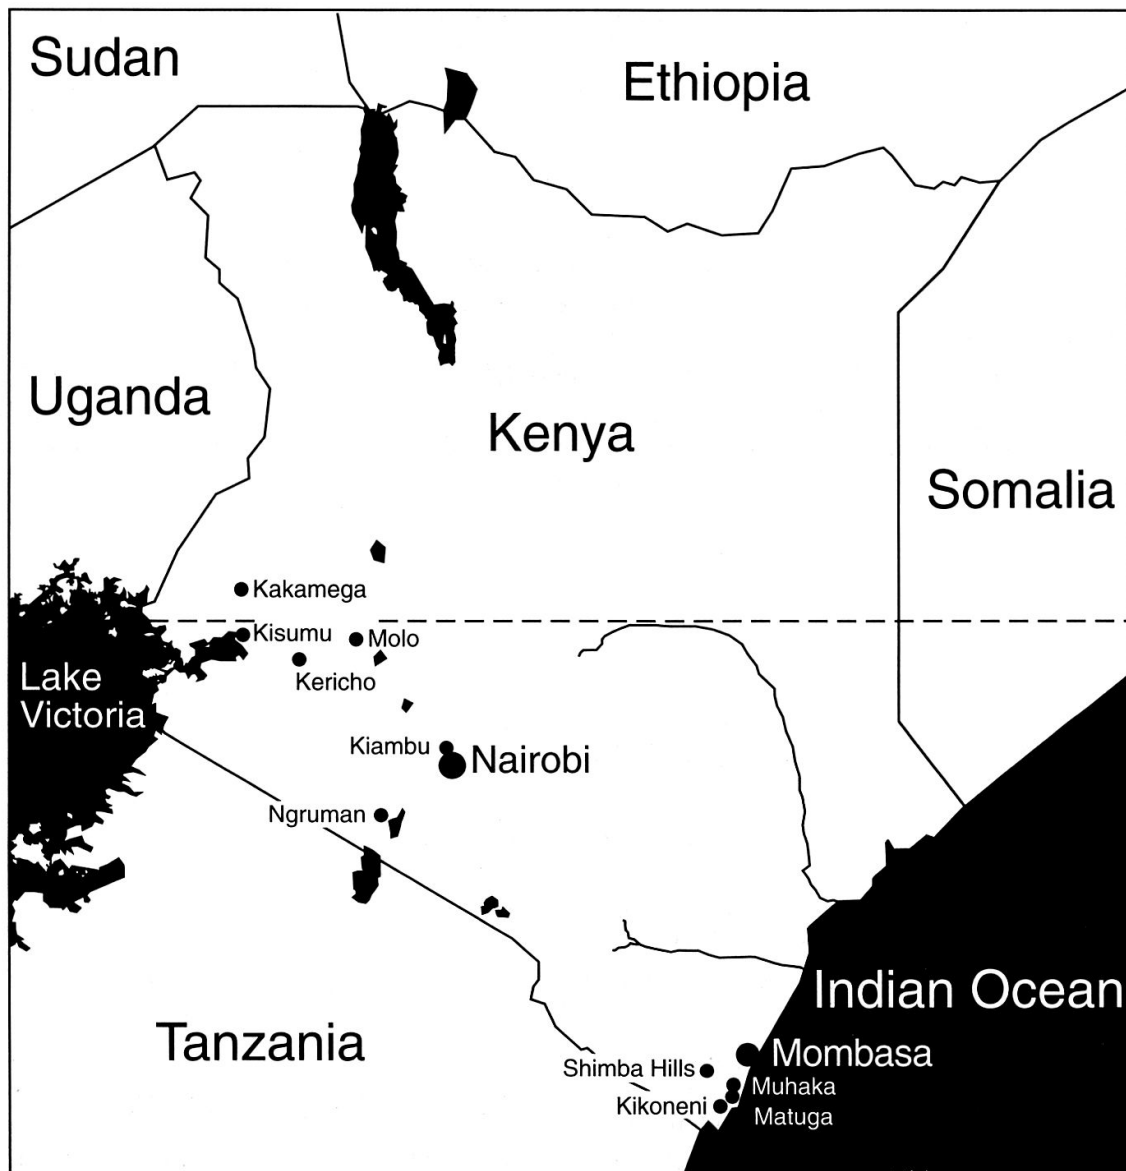 Sudan
Ethiopia
Uganda
Kenya
Somalia
Kakamega
Kisumu
Molo
Kericho
Lake
Victoria
Kiambu
Nairobi
Ngruman
Indian Ocean
Tanzania
Mombasa
Shimba Hills
Muhaka
Kikoneni
Matuga